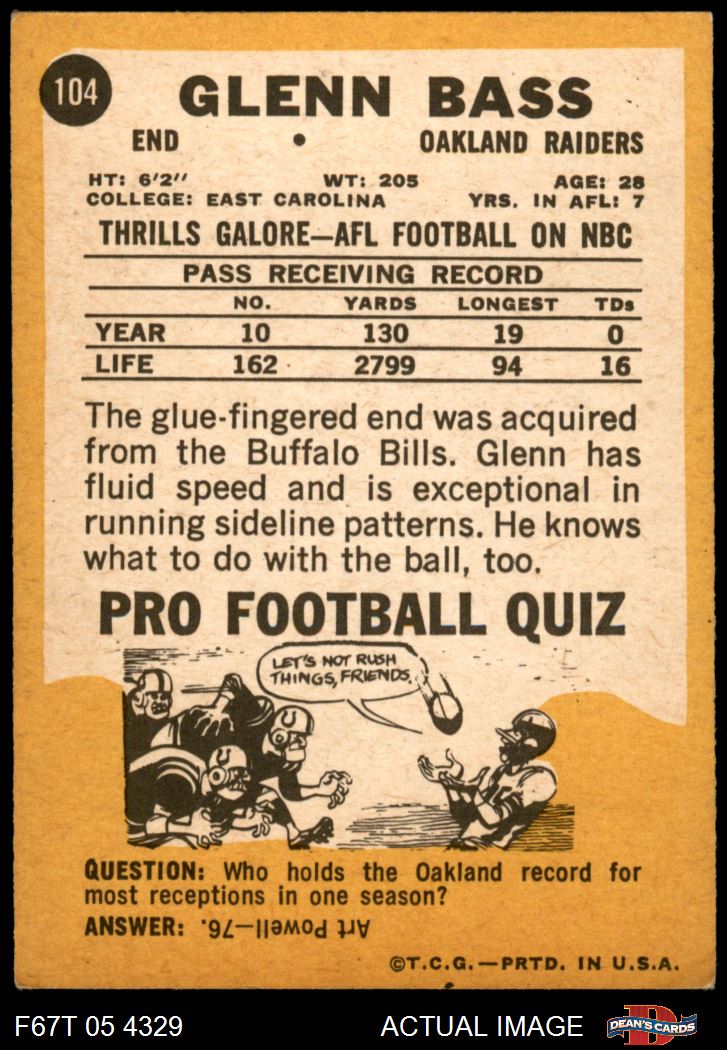 104
GLENN BASS
END • OAKLAND RAIDERS
HT: 6'2" WT: 205 AGE: 28
COLLEGE: EAST CAROLINA YRS. IN AFL: 7
THRILLS GALORE—AFL FOOTBALL ON NBC
PASS RECEIVING RECORD
NO. YARDS LONGEST TDs
YEAR 10 130 19 0
LIFE 162 2799 94 16
The glue-fingered end was acquired
from the Buffalo Bills. Glenn has
fluid speed and is exceptional in
running sideline patterns. He knows
what to do with the ball, too.
PRO FOOTBALL QUIZ
LET'S NOT RUSH
THINGS, FRIENDS.
QUESTION: Who holds the Oakland record for
most receptions in one season?
ANSWER: Art Powell—76.
©T.C.G.—PRTD. IN U.S.A.
F67T 05 4329 ACTUAL IMAGE
DEAN'S CARDS